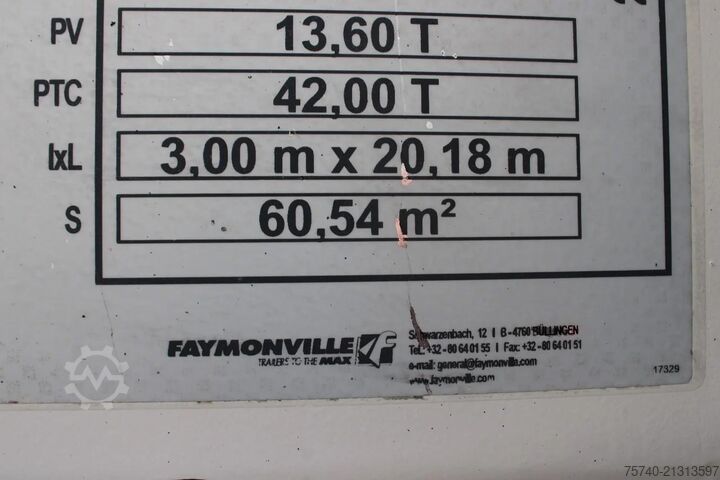 PV 13,60 T
PTC 42,00 T
lxL 3,00 m x 20,18 m
S 60,54 m²
FAYMONVILLE
TRAILERS TO THE MAX
Schwarzenbach, 12 I B - 4760 BÜLLINGEN
Tel.: +32 - 80 64 01 55 I Fax: +32 - 80 64 01 51
e-mail: general@faymonville.com
www.faymonville.com
17329
75740-21313597